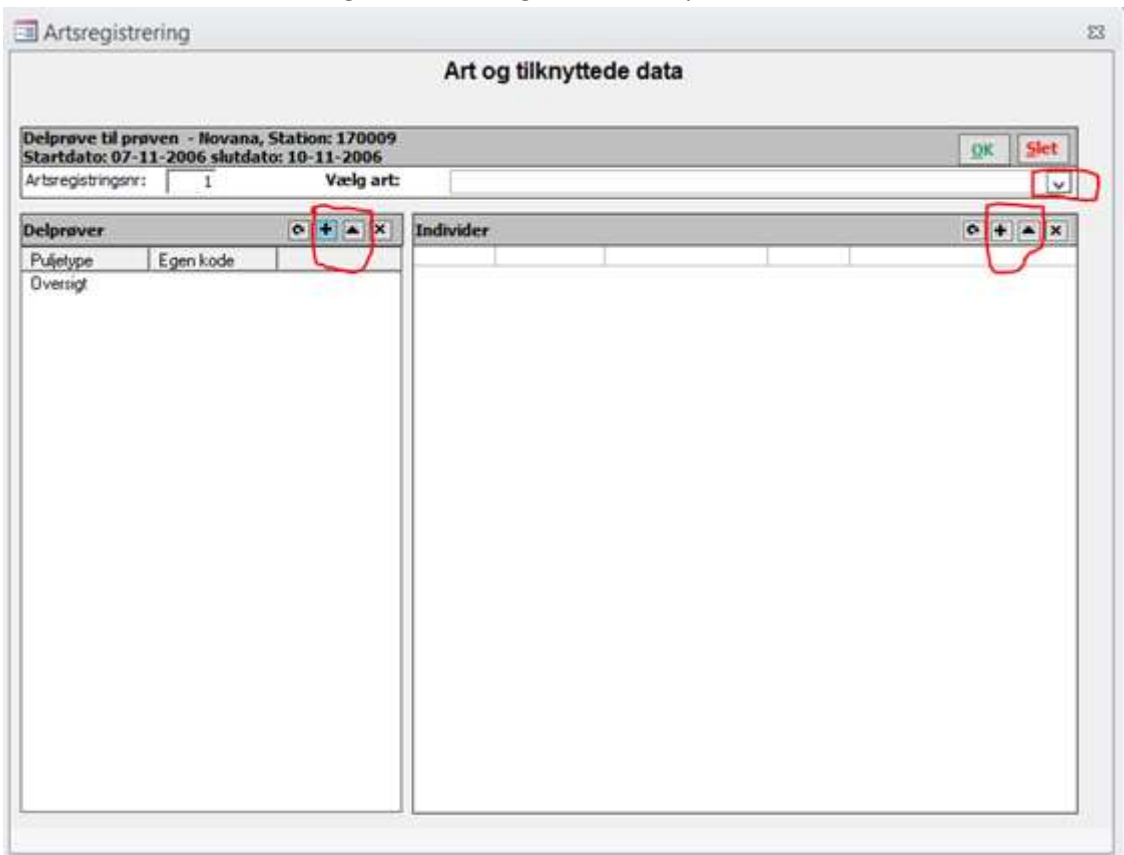 Artsregistrering
Art og tilknyttede data
Delprøve til prøven - Novana, Station: 170009
Startdato: 07-11-2006 slutdato: 10-11-2006
OK Slet
Artsregistringsnr: 1 Vælg art:
Delprøver
Individer
Puljetype Egen kode
Oversigt